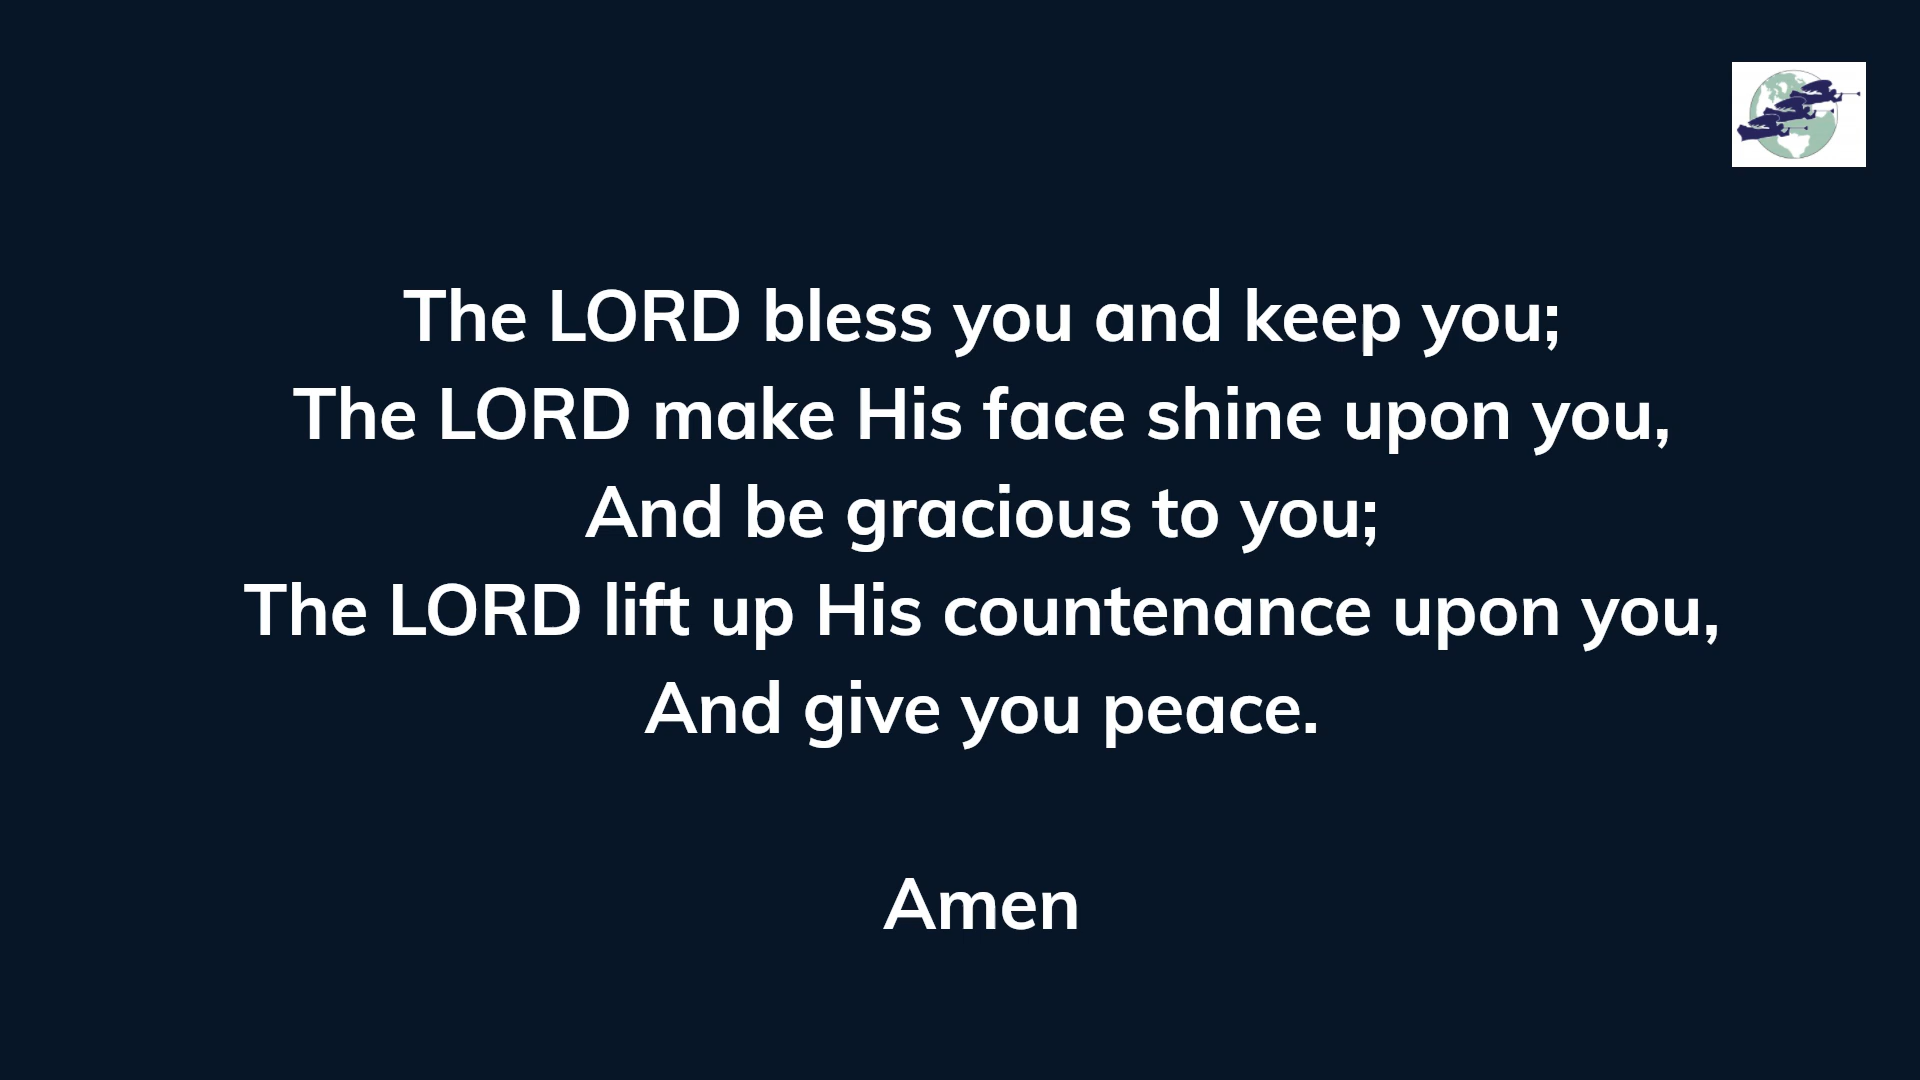 The LORD bless you and keep you;
The LORD make His face shine upon you,
And be gracious to you;
The LORD lift up His countenance upon you,
And give you peace.
Amen